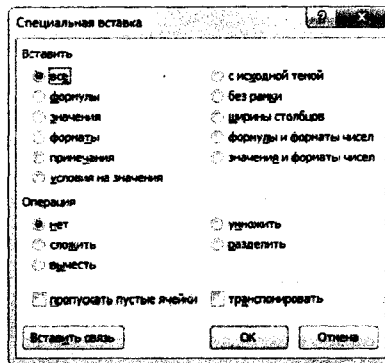 Специальная вставка
Вставить
все
с исходной темой
формулы
без рамки
значения
ширины столбцов
форматы
формулы и форматы чисел
примечания
значения и форматы чисел
условия на значения
Операция
нет
умножить
сложить
разделить
вычесть
пропускать пустые ячейки
транспонировать
Вставить связь
ОК
Отмена